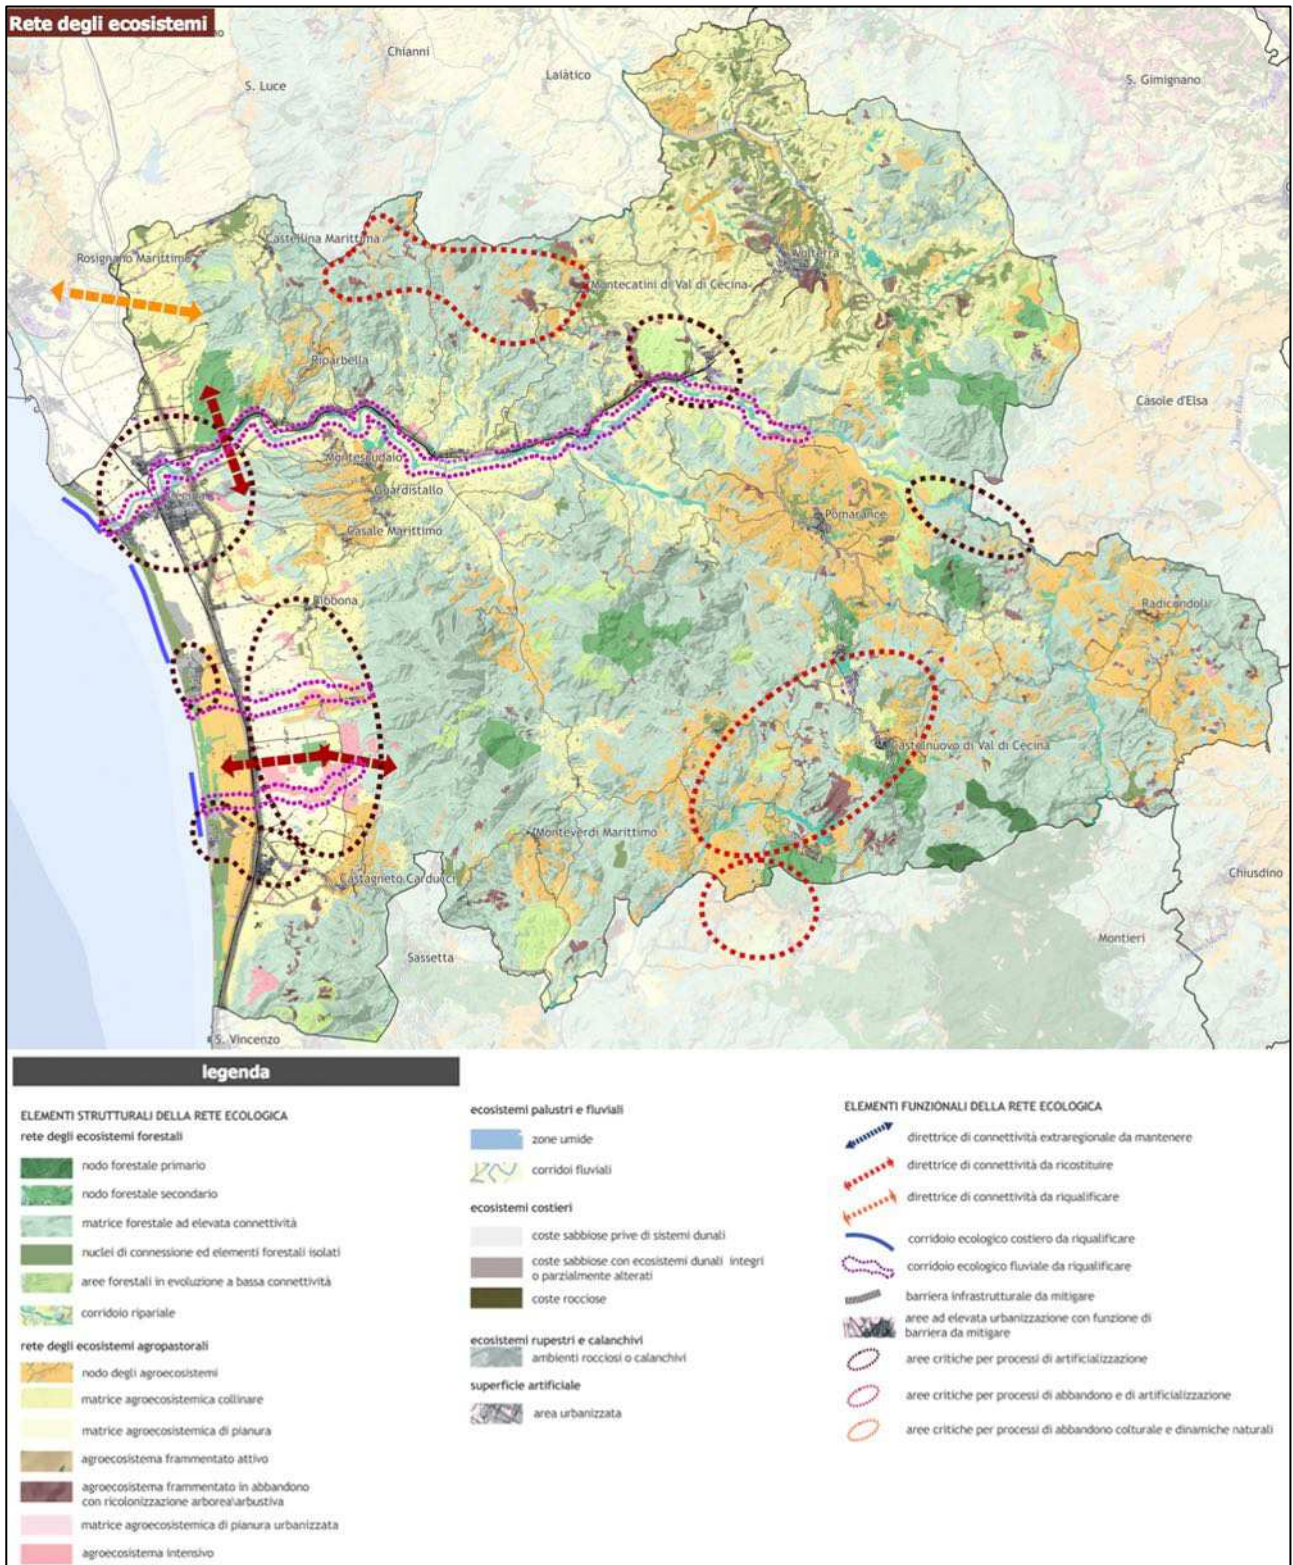 Rete degli ecosistemi
Chianni
Laiàtico
S. Luce
S. Gimignano
Castellina Marittima
Rosignano Marittimo
Volterra
Montecatini di Val di Cecina
Riparbella
Casole d'Elsa
Montescudaio
Guardistallo
Pomarance
Casale Marittimo
Bibbona
Radicondoli
Castelnuovo di Val di Cecina
Monteverdi Marittimo
Castagneto Carducci
Chiusdino
Montieri
Sassetta
S. Vincenzo
legenda
ELEMENTI STRUTTURALI DELLA RETE ECOLOGICA
rete degli ecosistemi forestali
nodo forestale primario
nodo forestale secondario
matrice forestale ad elevata connettività
nuclei di connessione ed elementi forestali isolati
aree forestali in evoluzione a bassa connettività
corridoio ripariale
rete degli ecosistemi agropastorali
nodo degli agroecosistemi
matrice agroecosistemica collinare
matrice agroecosistemica di pianura
agroecosistema frammentato attivo
agroecosistema frammentato in abbandono
con ricolonizzazione arborea\arbustiva
matrice agroecosistemica di pianura urbanizzata
agroecosistema intensivo
ecosistemi palustri e fluviali
zone umide
corridoi fluviali
ecosistemi costieri
coste sabbiose prive di sistemi dunali
coste sabbiose con ecosistemi dunali integri
o parzialmente alterati
coste rocciose
ecosistemi rupestri e calanchivi
ambienti rocciosi o calanchivi
superficie artificiale
area urbanizzata
ELEMENTI FUNZIONALI DELLA RETE ECOLOGICA
direttrice di connettività extraregionale da mantenere
direttrice di connettività da ricostituire
direttrice di connettività da riqualificare
corridoio ecologico costiero da riqualificare
corridoio ecologico fluviale da riqualificare
barriera infrastrutturale da mitigare
aree ad elevata urbanizzazione con funzione di
barriera da mitigare
aree critiche per processi di artificializzazione
aree critiche per processi di abbandono e di artificializzazione
aree critiche per processi di abbandono colturale e dinamiche naturali